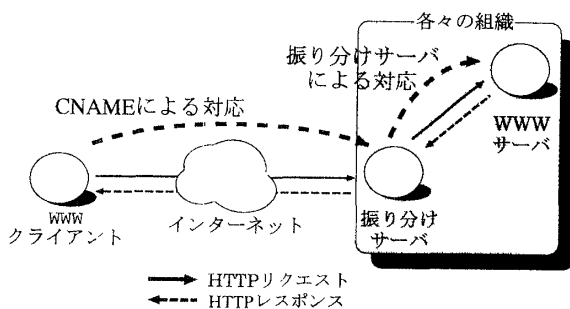 各々の組織
振り分けサーバ
による対応
CNAMEによる対応
WWW
サーバ
WWW
クライアント
インターネット
振り分け
サーバ
HTTPリクエスト
HTTPレスポンス